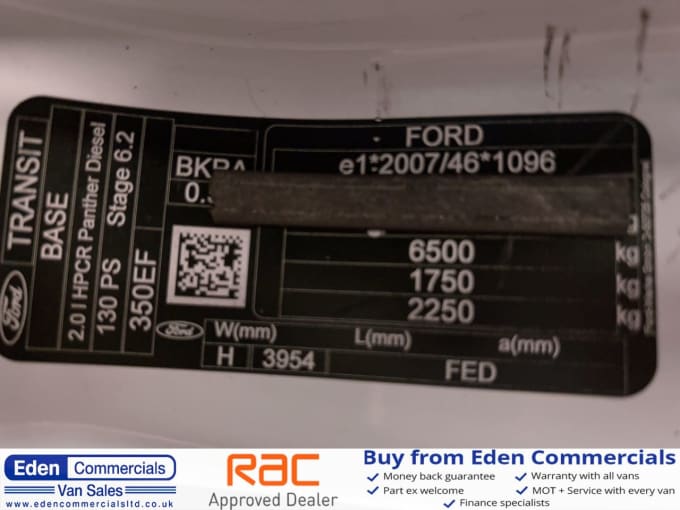 FORD
e1*2007/46*1096
BKRA
0.
6500 kg
1750 kg
2250 kg
TRANSIT
BASE
2.0 l HPCR Panther Diesel
130 PS Stage 6.2
350EF
Ford
Ford
W(mm) L(mm) a(mm)
H 3954 FED
Eden Commercials
Van Sales
www.edencommercialsltd.co.uk
RAC
Approved Dealer
Buy from Eden Commercials
Money back guarantee Warranty with all vans
Part ex welcome MOT + Service with every van
Finance specialists